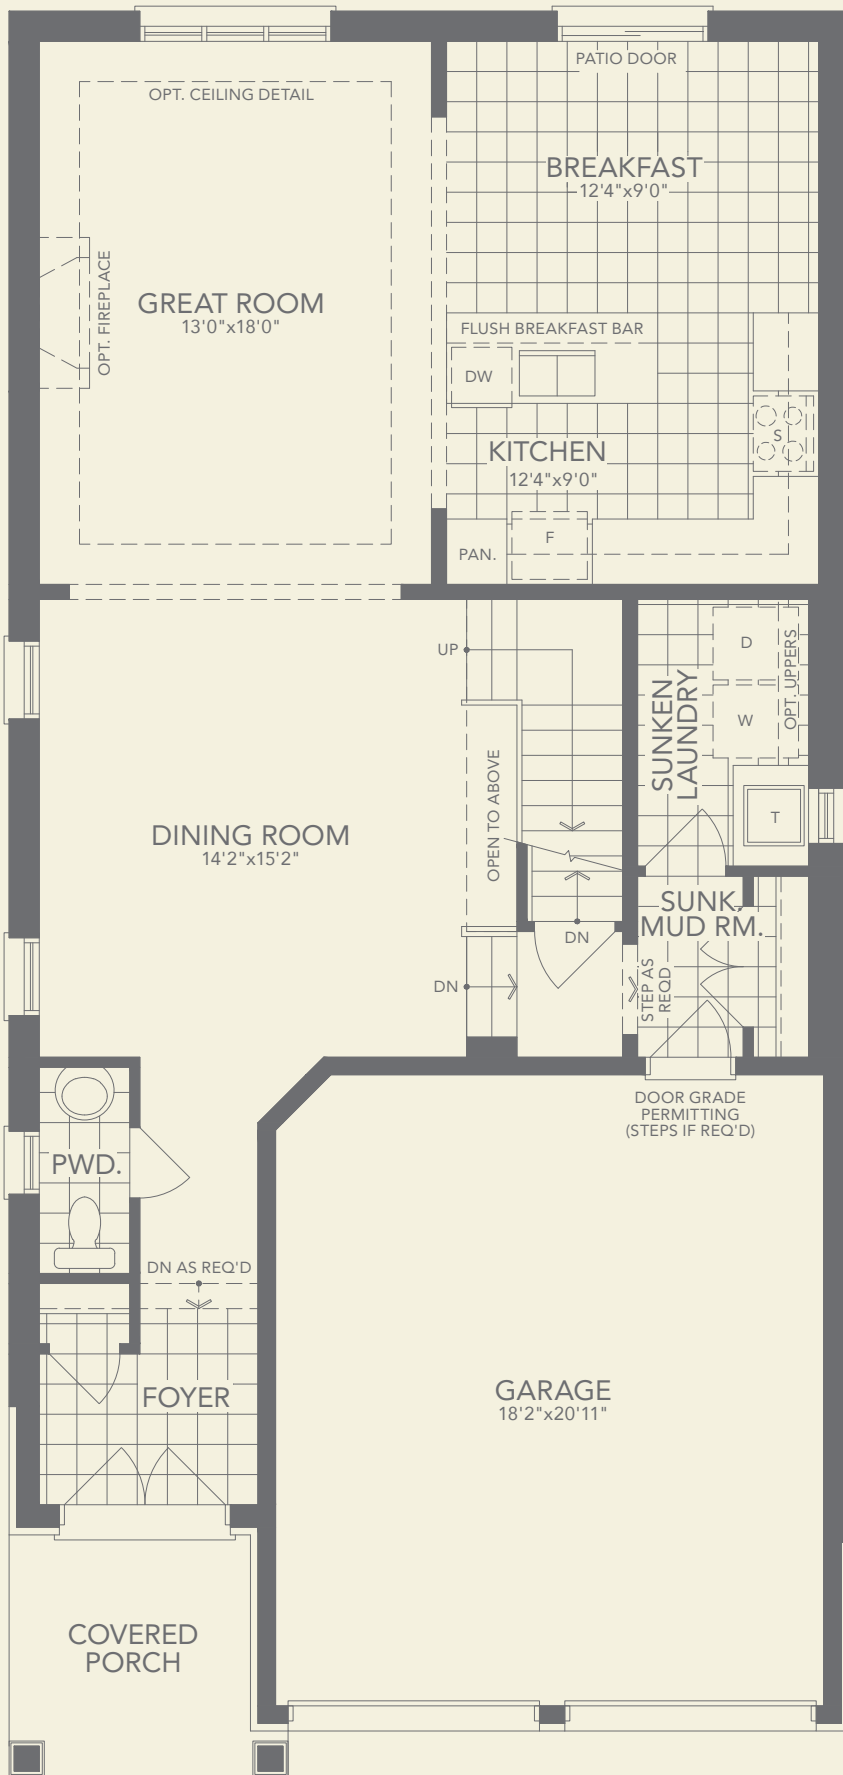 PATIO DOOR
OPT. CEILING DETAIL
BREAKFAST
12'4"x9'0"
OPT. FIREPLACE
GREAT ROOM
13'0"x18'0"
FLUSH BREAKFAST BAR
DW
S
KITCHEN
12'4"x9'0"
F
PAN.
UP
D
W
OPT. UPPERS
SUNKEN
LAUNDRY
OPEN TO ABOVE
T
DINING ROOM
14'2"x15'2"
SUNK.
MUD RM.
DN
DN
STEP AS
REQD
DOOR GRADE
PERMITTING
(STEPS IF REQ'D)
PWD.
DN AS REQ'D
FOYER
GARAGE
18'2"x20'11"
COVERED
PORCH